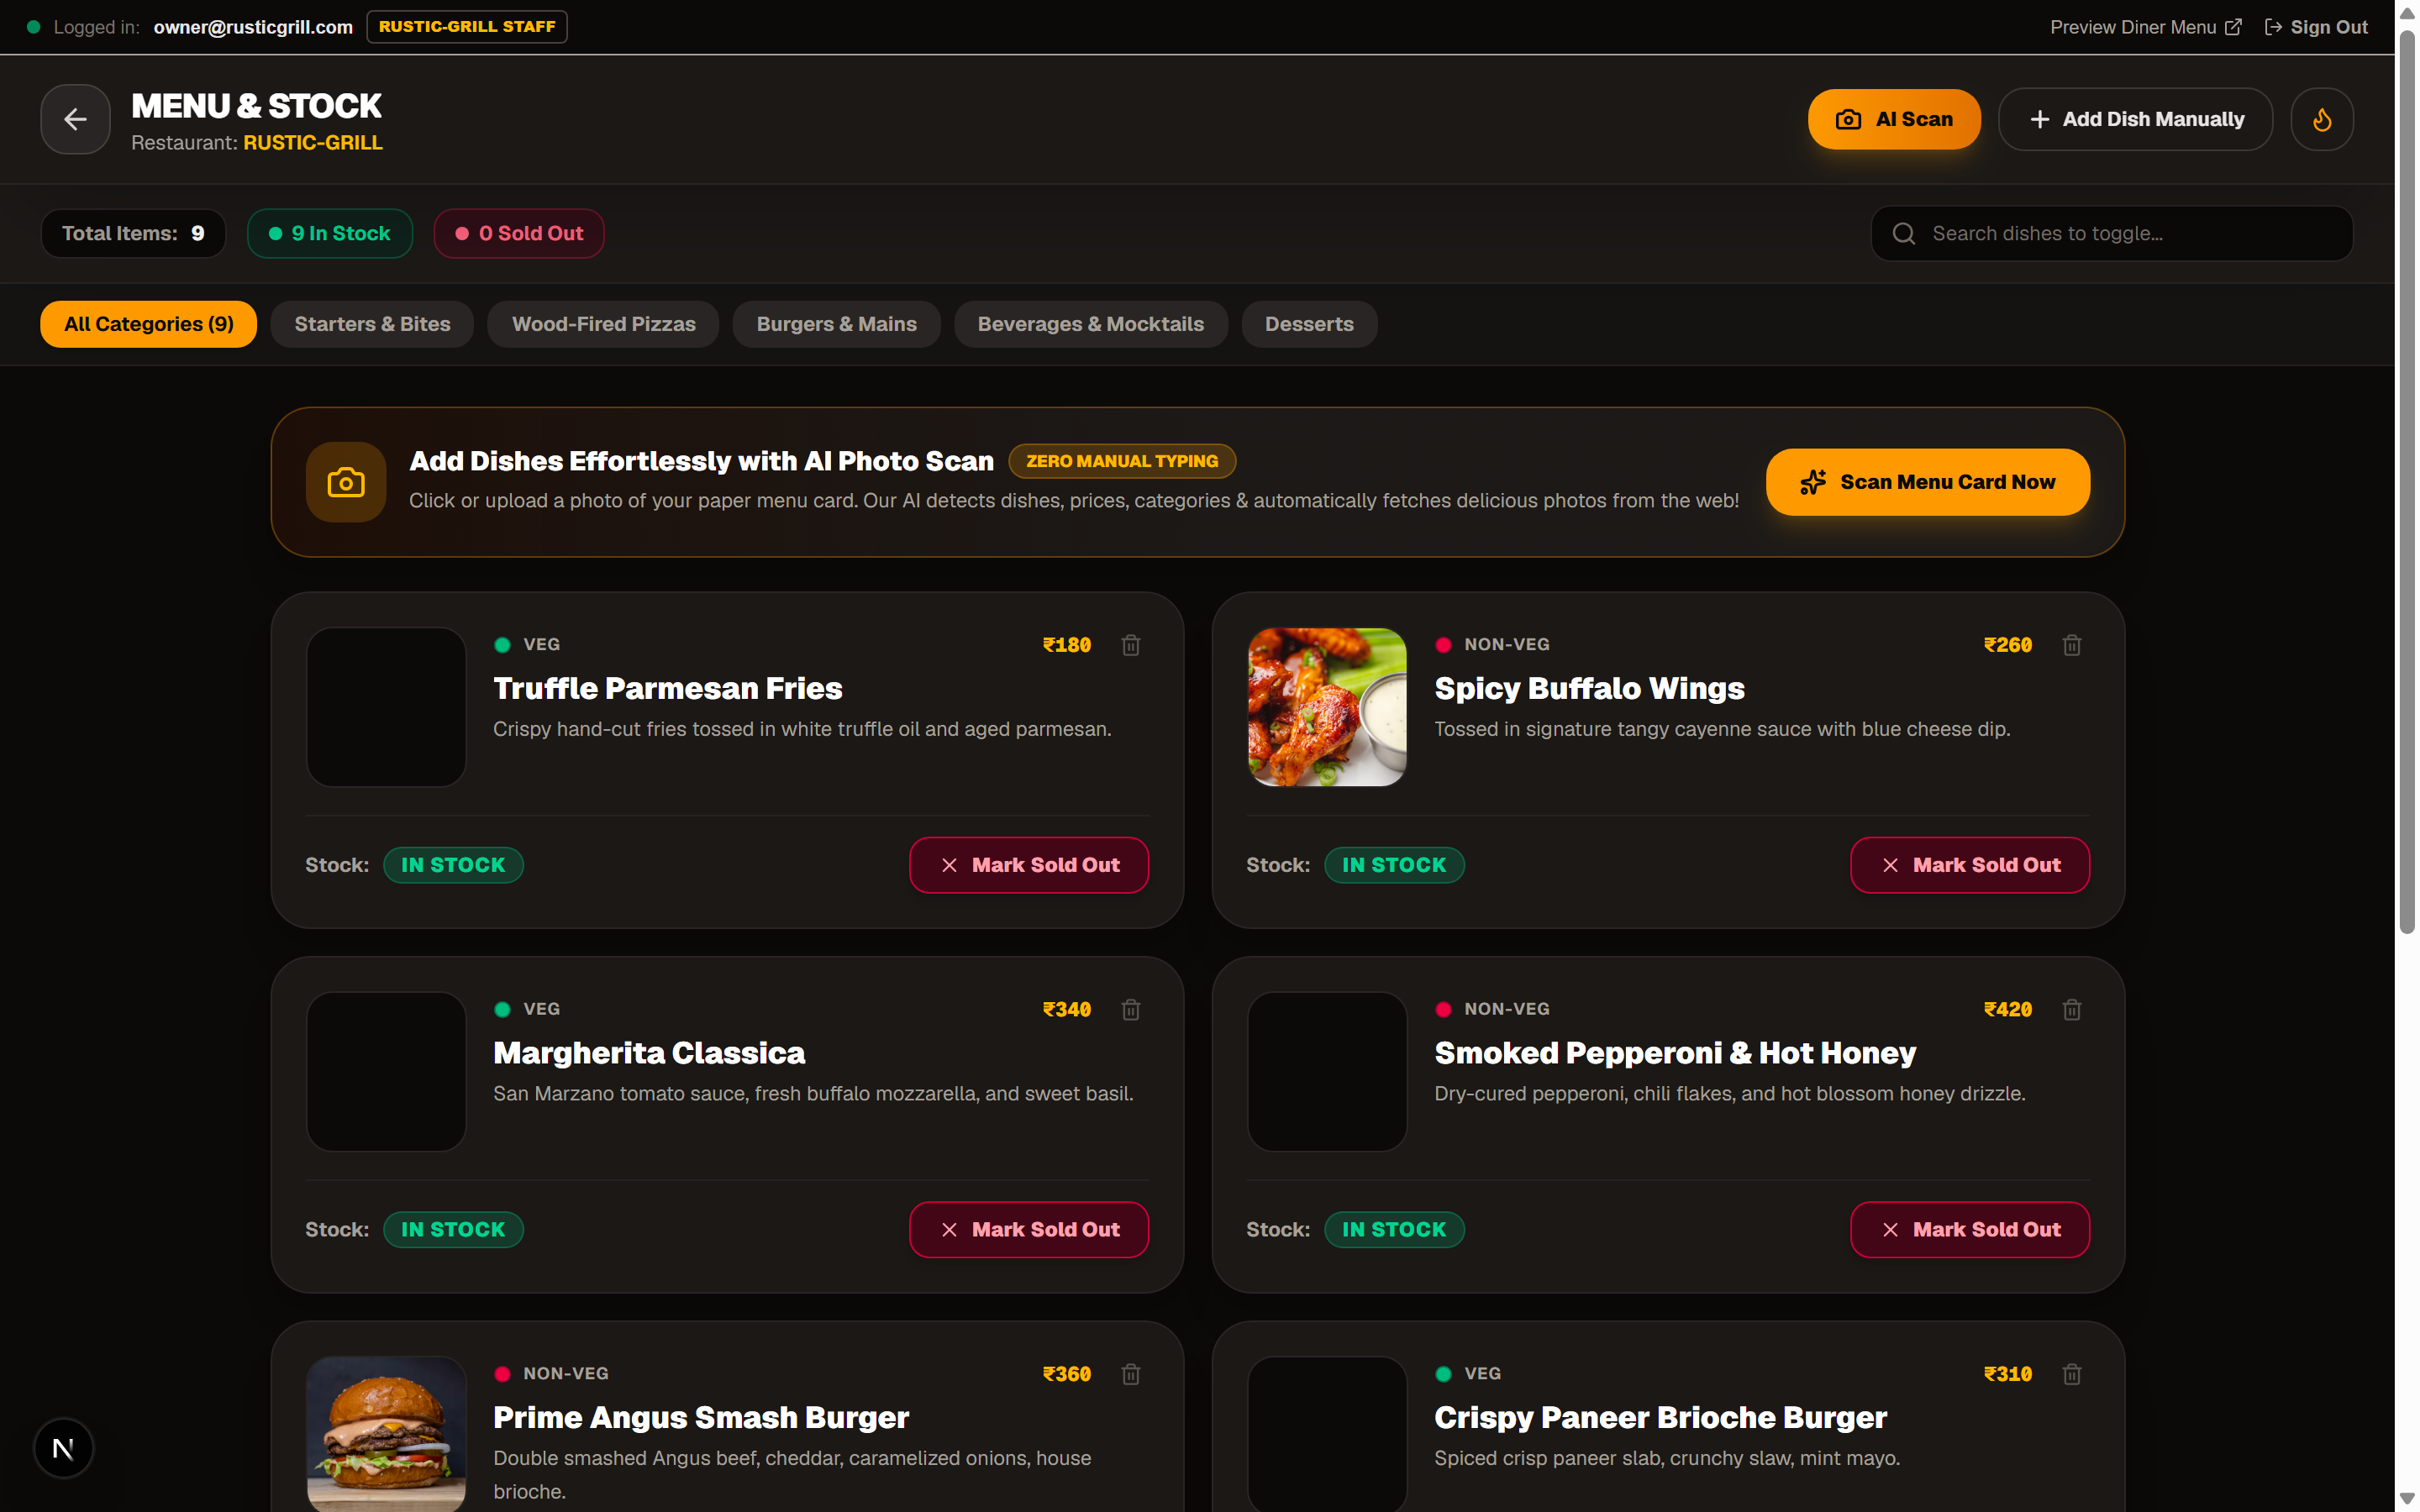 Logged in: owner@rusticgrill.com RUSTIC-GRILL STAFF
Preview Diner Menu
Sign Out
MENU & STOCK
Restaurant: RUSTIC-GRILL
AI Scan
Add Dish Manually
Total Items: 9
9 In Stock
0 Sold Out
Search dishes to toggle...
All Categories (9)
Starters & Bites
Wood-Fired Pizzas
Burgers & Mains
Beverages & Mocktails
Desserts
Add Dishes Effortlessly with AI Photo Scan ZERO MANUAL TYPING
Click or upload a photo of your paper menu card. Our AI detects dishes, prices, categories & automatically fetches delicious photos from the web!
Scan Menu Card Now
VEG ₹180
Truffle Parmesan Fries
Crispy hand-cut fries tossed in white truffle oil and aged parmesan.
Stock: IN STOCK
Mark Sold Out
NON-VEG ₹260
Spicy Buffalo Wings
Tossed in signature tangy cayenne sauce with blue cheese dip.
Stock: IN STOCK
Mark Sold Out
VEG ₹340
Margherita Classica
San Marzano tomato sauce, fresh buffalo mozzarella, and sweet basil.
Stock: IN STOCK
Mark Sold Out
NON-VEG ₹420
Smoked Pepperoni & Hot Honey
Dry-cured pepperoni, chili flakes, and hot blossom honey drizzle.
Stock: IN STOCK
Mark Sold Out
NON-VEG ₹360
Prime Angus Smash Burger
Double smashed Angus beef, cheddar, caramelized onions, house
brioche.
VEG ₹310
Crispy Paneer Brioche Burger
Spiced crisp paneer slab, crunchy slaw, mint mayo.
N